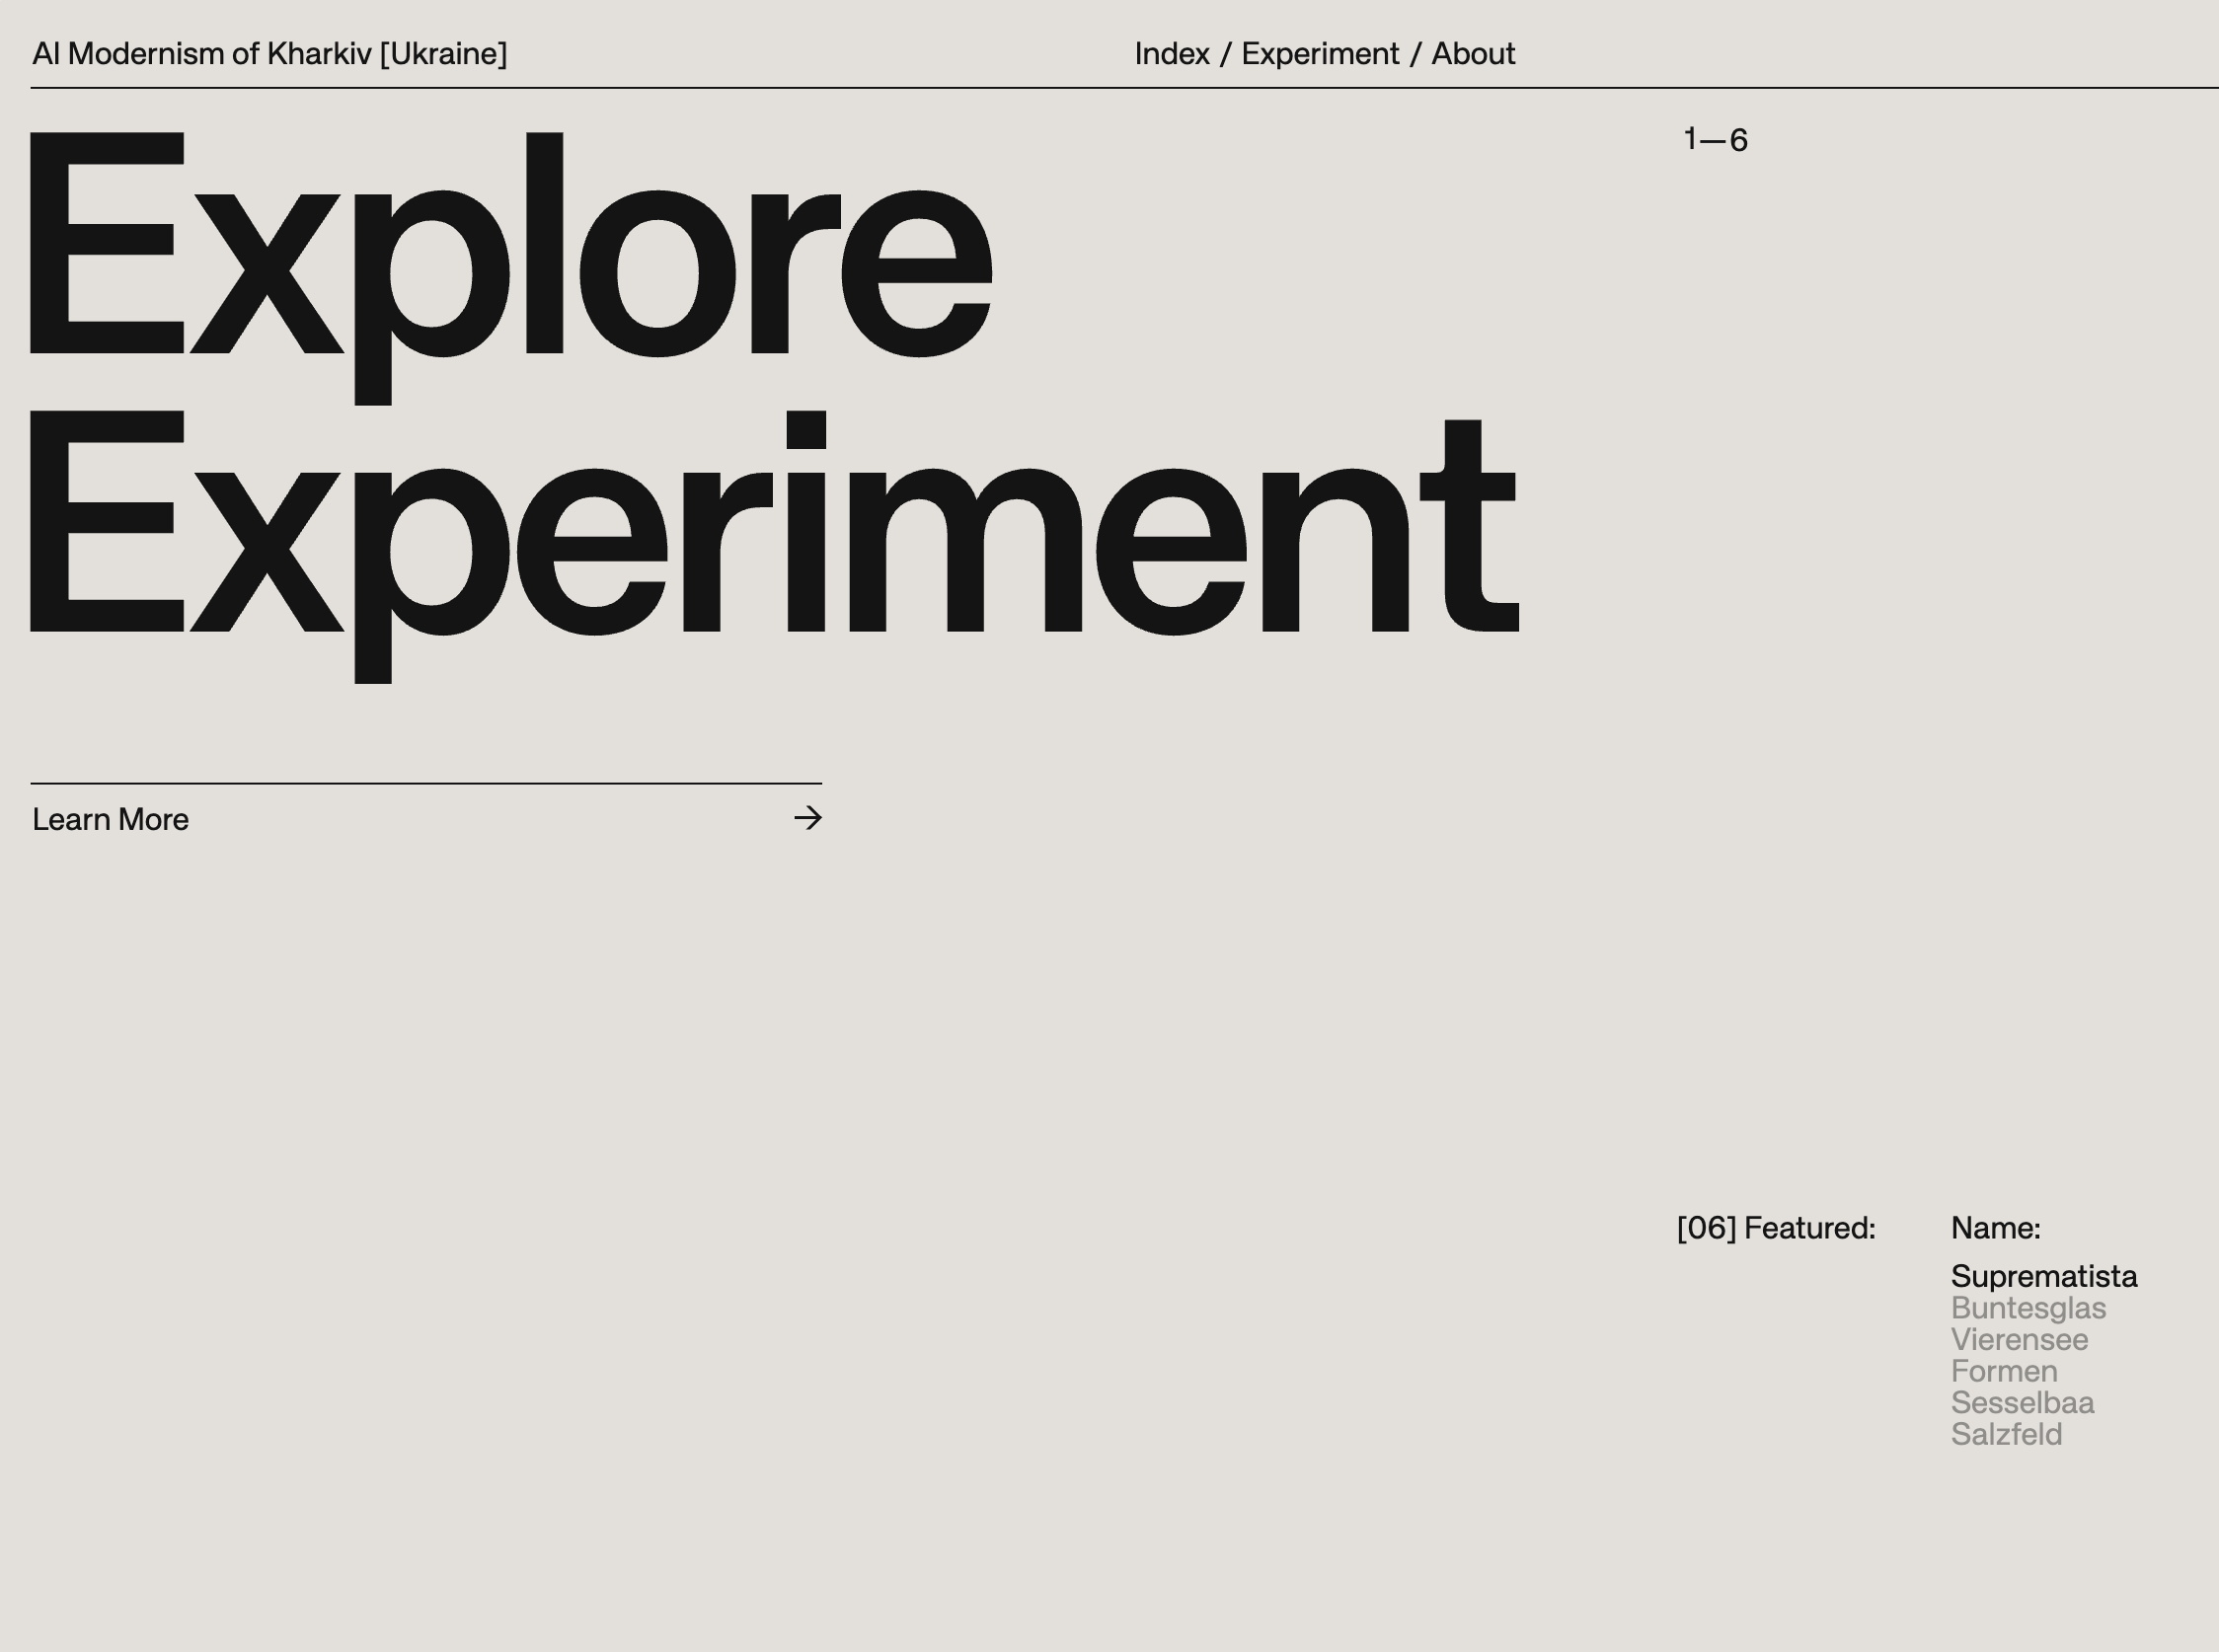 AI Modernism of Kharkiv [Ukraine]
Index / Experiment / About
Explore
1—6
Experiment
Learn More →
[06] Featured:
Name:
Suprematista
Buntesglas
Vierensee
Formen
Sesselbaa
Salzfeld